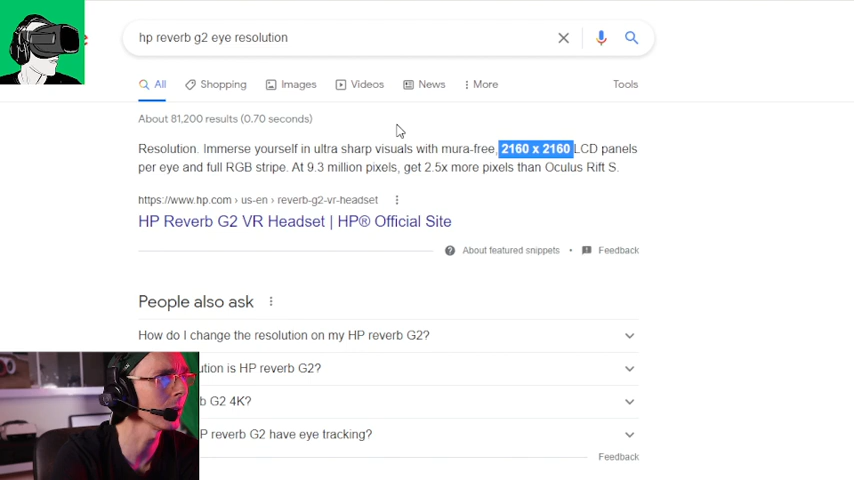 hp reverb g2 eye resolution
All Shopping Images Videos News More Tools
About 81,200 results (0.70 seconds)
Resolution. Immerse yourself in ultra sharp visuals with mura-free, 2160 x 2160 LCD panels
per eye and full RGB stripe. At 9.3 million pixels, get 2.5x more pixels than Oculus Rift S.
https://www.hp.com › us-en › reverb-g2-vr-headset
HP Reverb G2 VR Headset | HP® Official Site
About featured snippets • Feedback
People also ask
How do I change the resolution on my HP reverb G2?
ution is HP reverb G2?
b G2 4K?
P reverb G2 have eye tracking?
Feedback